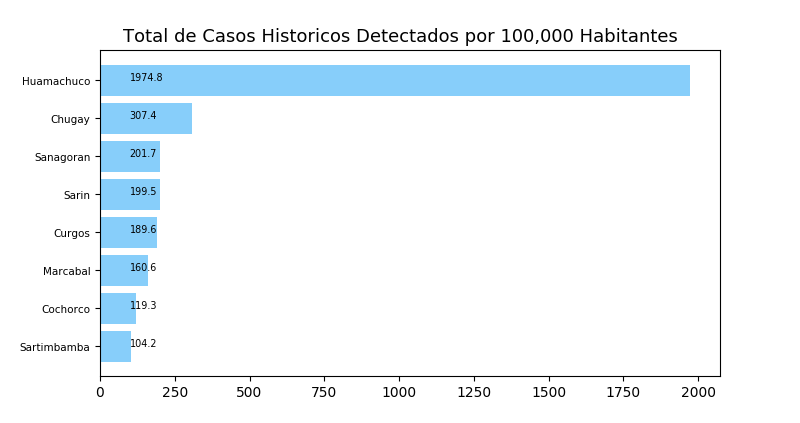 Total de Casos Historicos Detectados por 100,000 Habitantes
Huamachuco 1974.8
Chugay 307.4
Sanagoran 201.7
Sarin 199.5
Curgos 189.6
Marcabal 160.6
Cochorco 119.3
Sartimbamba 104.2
0 250 500 750 1000 1250 1500 1750 2000